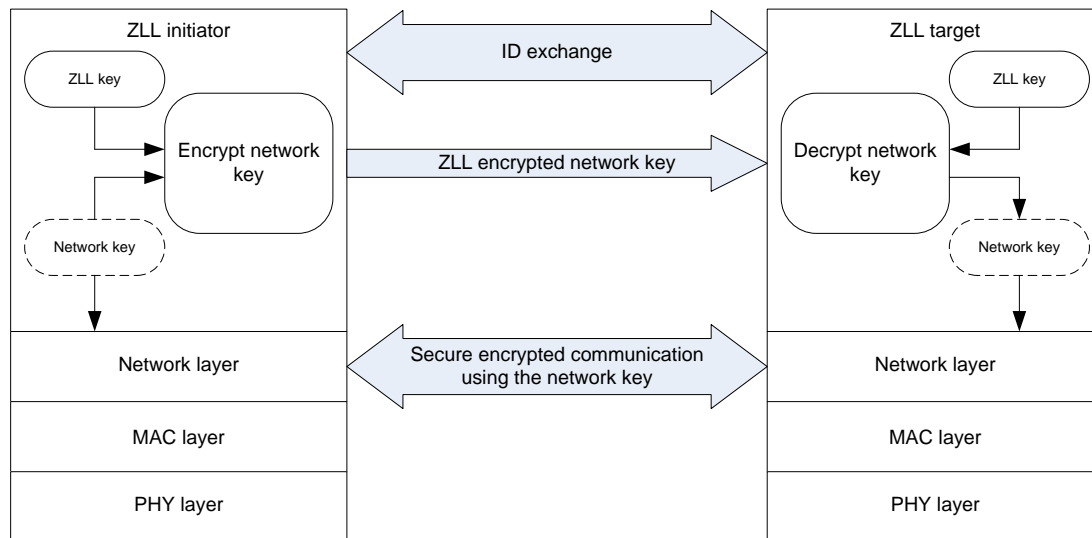 ZLL initiator
ID exchange
ZLL target
ZLL key
ZLL key
Encrypt network
key
ZLL encrypted network key
Decrypt network
key
Network key
Network key
Network layer
Secure encrypted communication
using the network key
Network layer
MAC layer
MAC layer
PHY layer
PHY layer